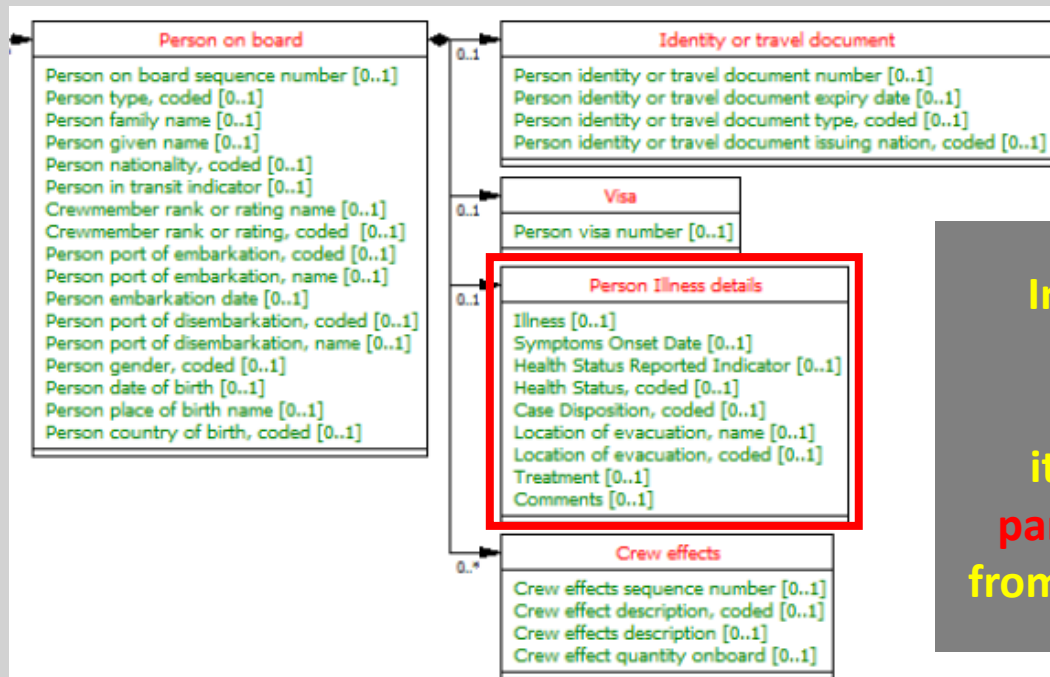 Person on board
Person on board sequence number [0..1]
Person type, coded [0..1]
Person family name [0..1]
Person given name [0..1]
Person nationality, coded [0..1]
Person in transit indicator [0..1]
Crewmember rank or rating name [0..1]
Crewmember rank or rating, coded [0..1]
Person port of embarkation, coded [0..1]
Person port of embarkation, name [0..1]
Person embarkation date [0..1]
Person port of disembarkation, coded [0..1]
Person port of disembarkation, name [0..1]
Person gender, coded [0..1]
Person date of birth [0..1]
Person place of birth name [0..1]
Person country of birth, coded [0..1]
0..1
Identity or travel document
Person identity or travel document number [0..1]
Person identity or travel document expiry date [0..1]
Person identity or travel document type, coded [0..1]
Person identity or travel document issuing nation, coded [0..1]
0..1
Visa
Person visa number [0..1]
0..1
Person Illness details
Illness [0..1]
Symptoms Onset Date [0..1]
Health Status Reported Indicator [0..1]
Health Status, coded [0..1]
Case Disposition, coded [0..1]
Location of evacuation, name [0..1]
Location of evacuation, coded [0..1]
Treatment [0..1]
Comments [0..1]
0..*
Crew effects
Crew effects sequence number [0..1]
Crew effect description, coded [0..1]
Crew effects description [0..1]
Crew effect quantity onboard [0..1]
from